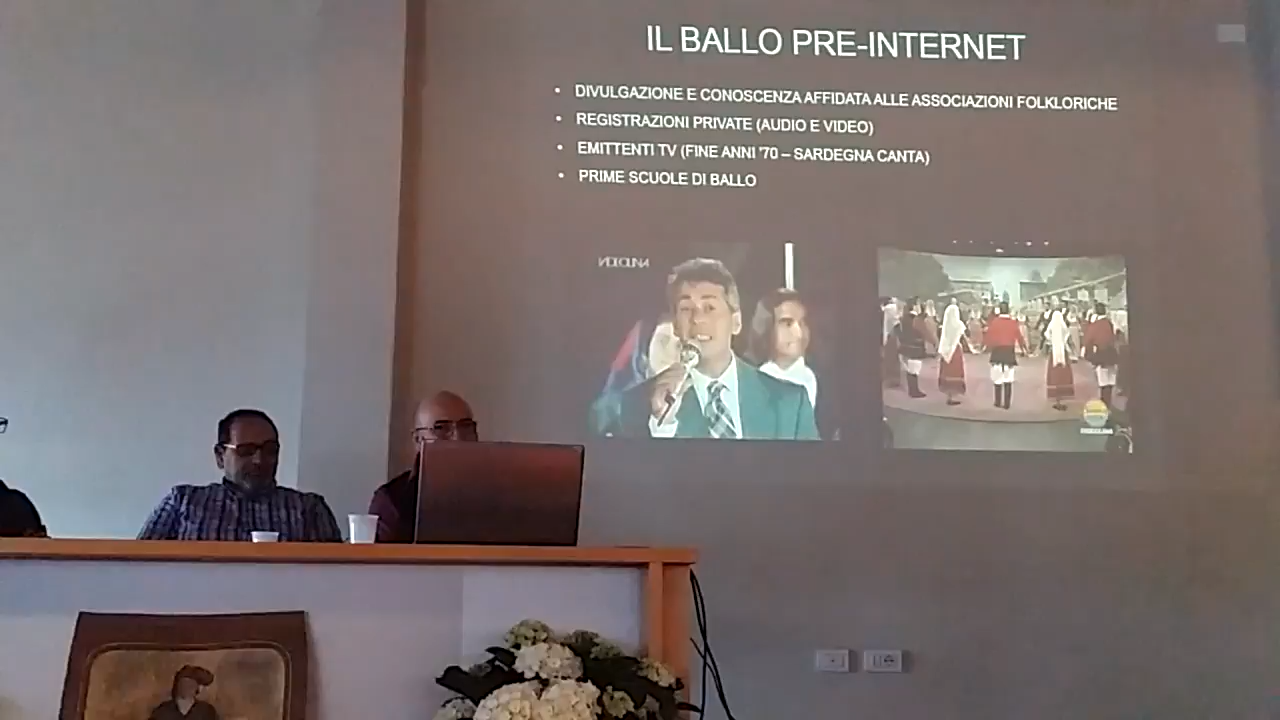 IL BALLO PRE-INTERNET
• DIVULGAZIONE E CONOSCENZA AFFIDATA ALLE ASSOCIAZIONI FOLKLORICHE
• REGISTRAZIONI PRIVATE (AUDIO E VIDEO)
• EMITTENTI TV (FINE ANNI '70 – SARDEGNA CANTA)
• PRIME SCUOLE DI BALLO